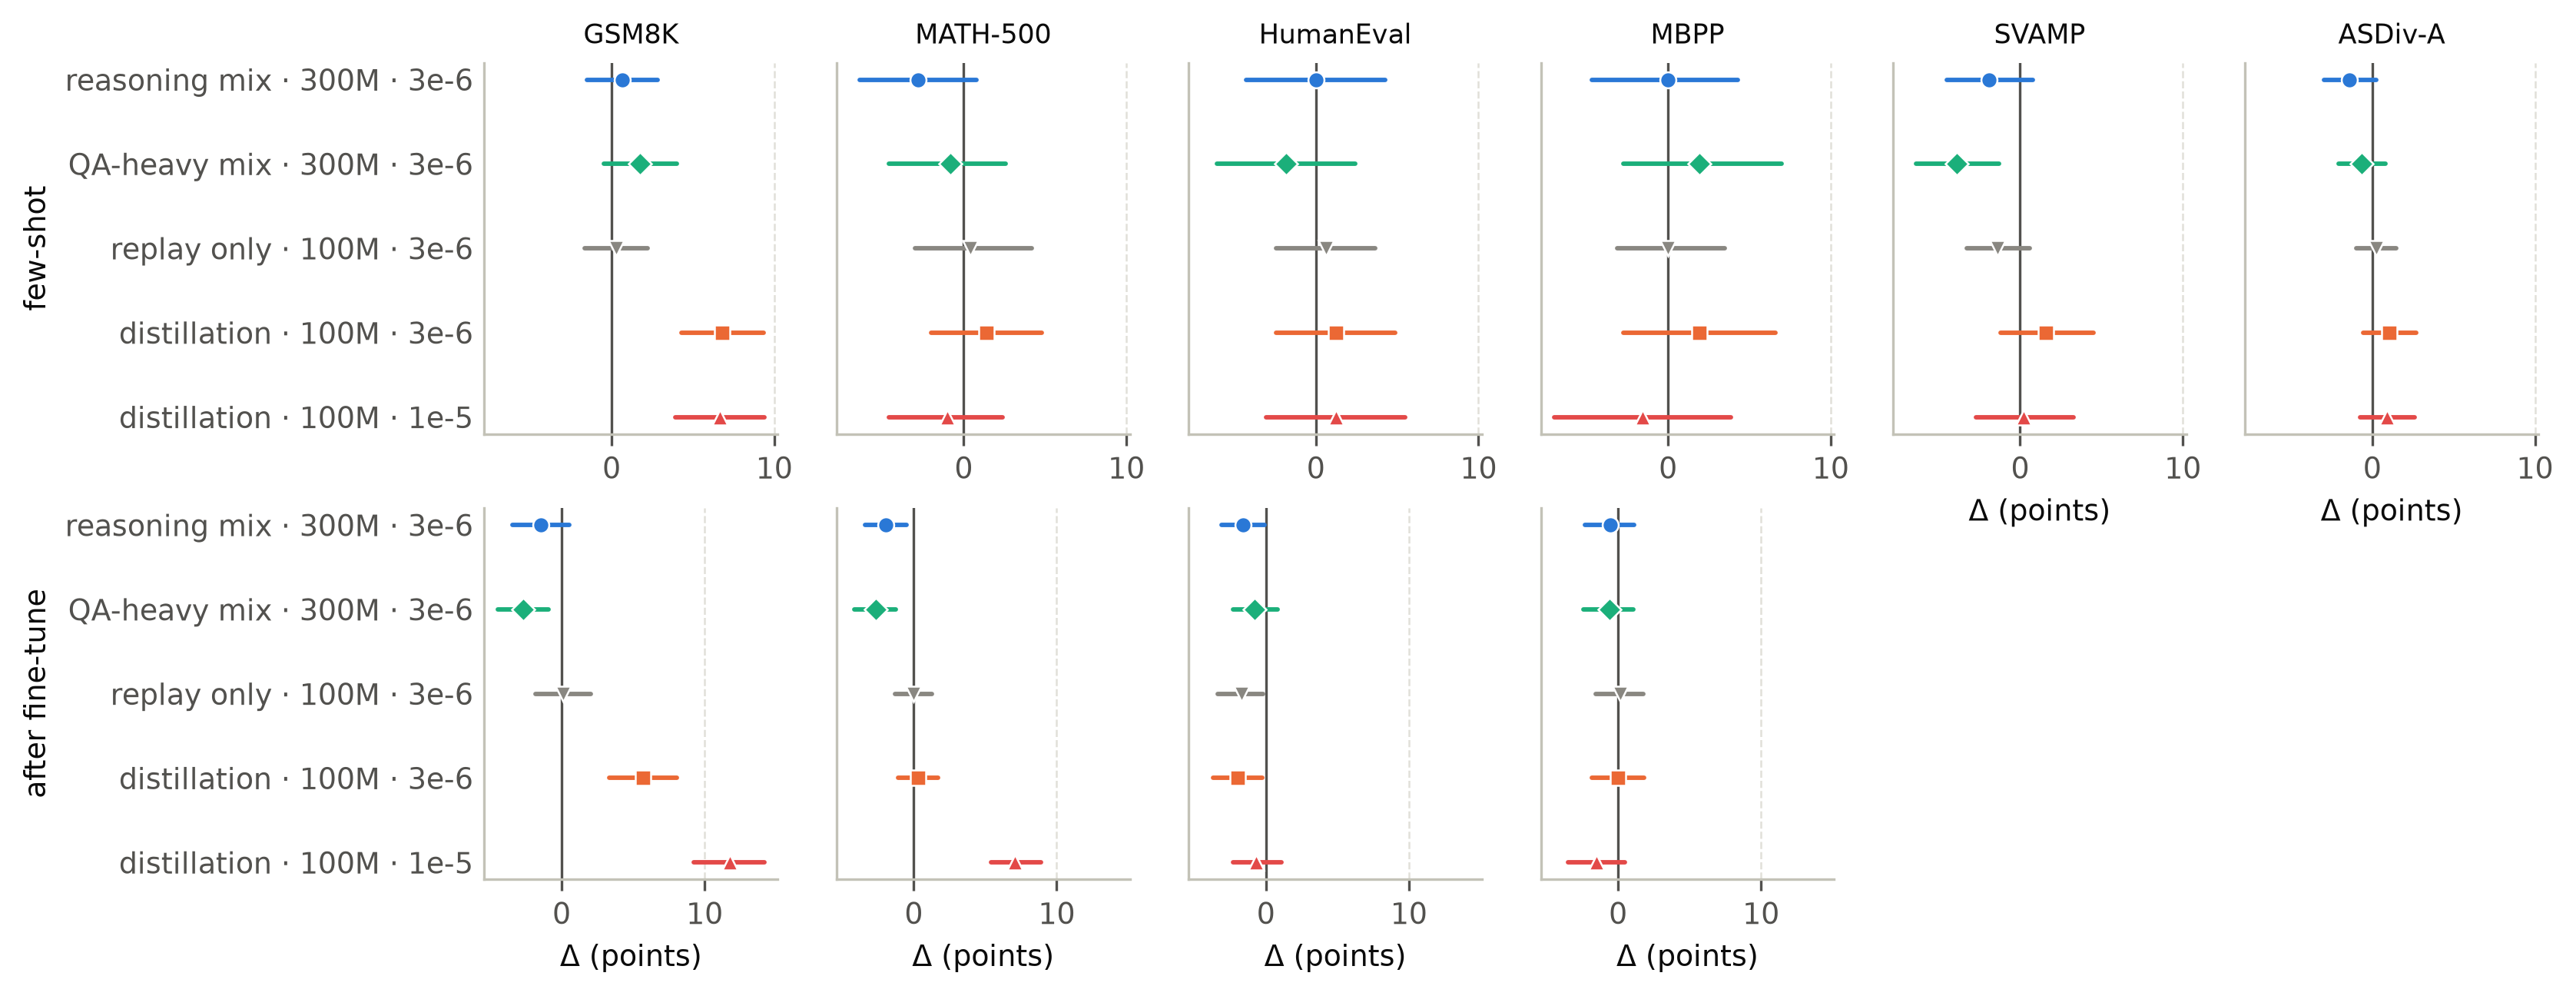 GSM8K MATH-500 HumanEval MBPP SVAMP ASDiv-A
few-shot
reasoning mix · 300M · 3e-6
QA-heavy mix · 300M · 3e-6
replay only · 100M · 3e-6
distillation · 100M · 3e-6
distillation · 100M · 1e-5
0 10 0 10 0 10 0 10 0 10 0 10
Δ (points) Δ (points)
after fine-tune
reasoning mix · 300M · 3e-6
QA-heavy mix · 300M · 3e-6
replay only · 100M · 3e-6
distillation · 100M · 3e-6
distillation · 100M · 1e-5
0 10 0 10 0 10 0 10
Δ (points) Δ (points) Δ (points) Δ (points)